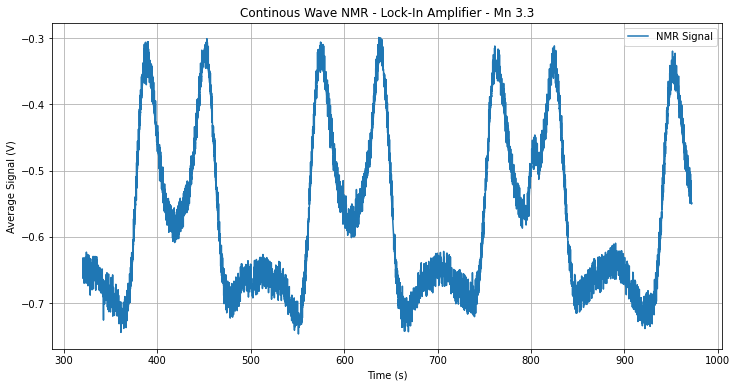 Continous Wave NMR - Lock-In Amplifier - Mn 3.3
NMR Signal
Average Signal (V)
−0.3
−0.4
−0.5
−0.6
−0.7
300 400 500 600 700 800 900 1000
Time (s)